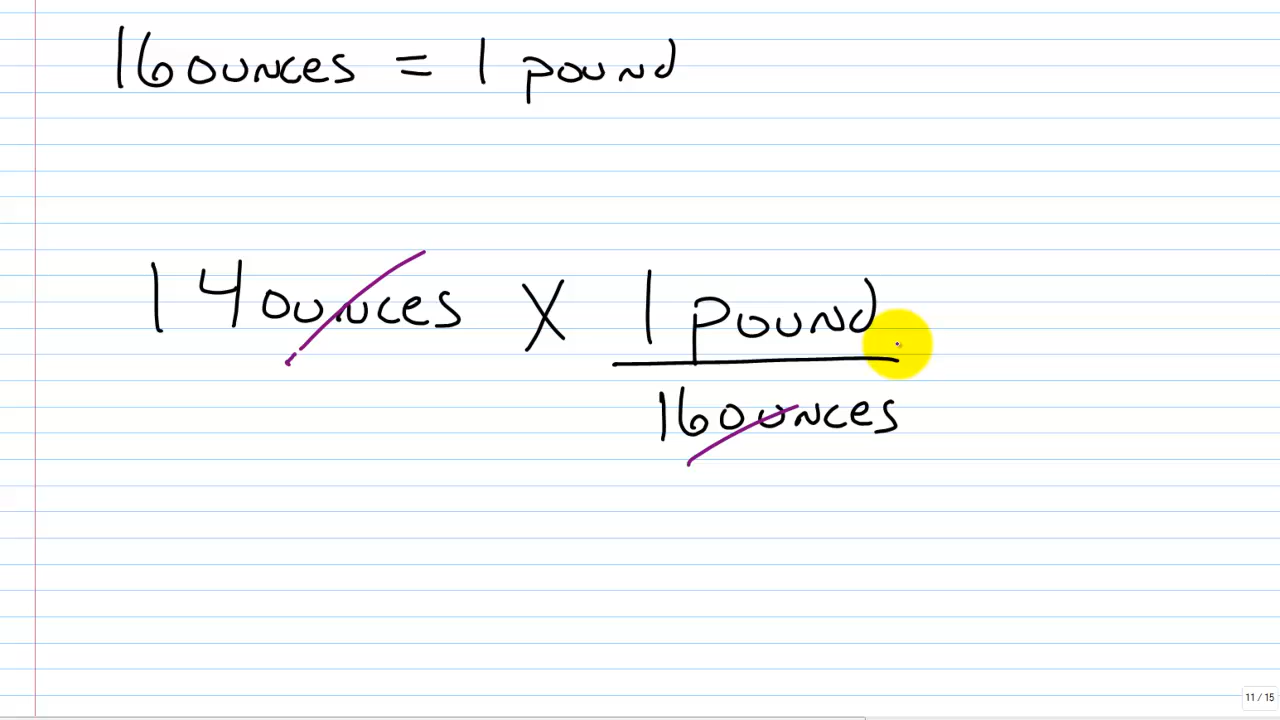 16 ounces = 1 pound
14 ounces X 1 pound
16 ounces
11 / 15